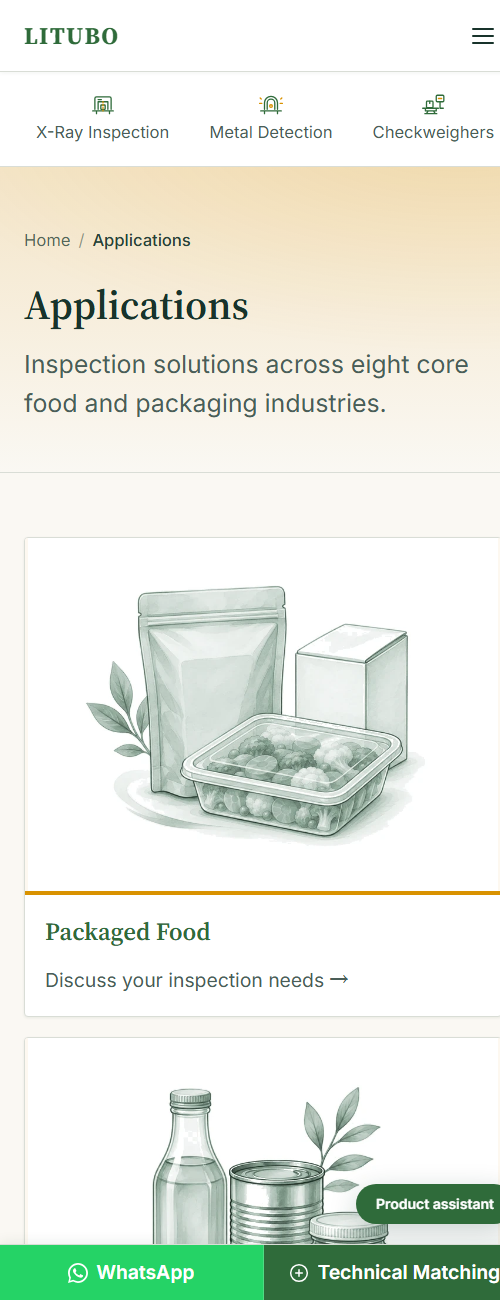 LITUBO
X-Ray Inspection
Metal Detection
Checkweighers
Home / Applications
Applications
Inspection solutions across eight core
food and packaging industries.
Packaged Food
Discuss your inspection needs →
Product assistant
WhatsApp
Technical Matching